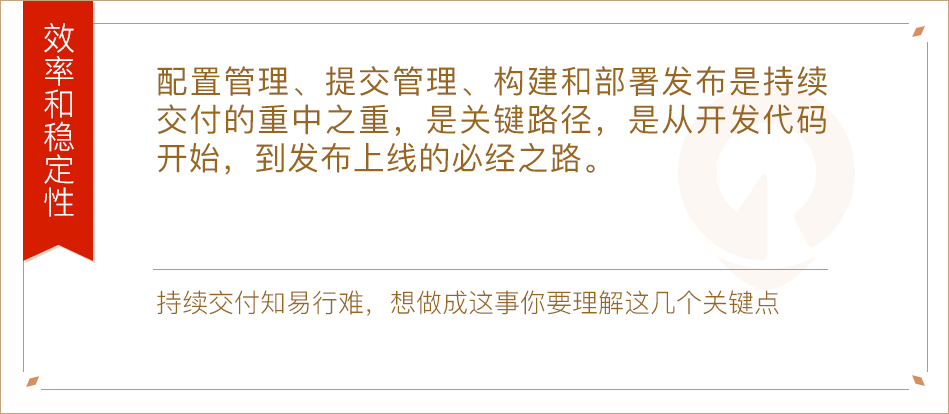 效率和稳定性
配置管理、提交管理、构建和部署发布是持续
交付的重中之重，是关键路径，是从开发代码
开始，到发布上线的必经之路。
持续交付知易行难，想做成这事你要理解这几个关键点